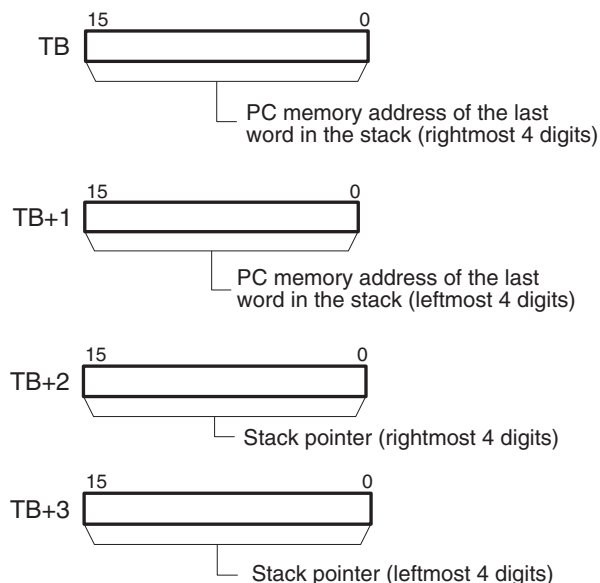 15 0
TB
PC memory address of the last
word in the stack (rightmost 4 digits)
15 0
TB+1
PC memory address of the last
word in the stack (leftmost 4 digits)
15 0
TB+2
Stack pointer (rightmost 4 digits)
15 0
TB+3
Stack pointer (leftmost 4 digits)